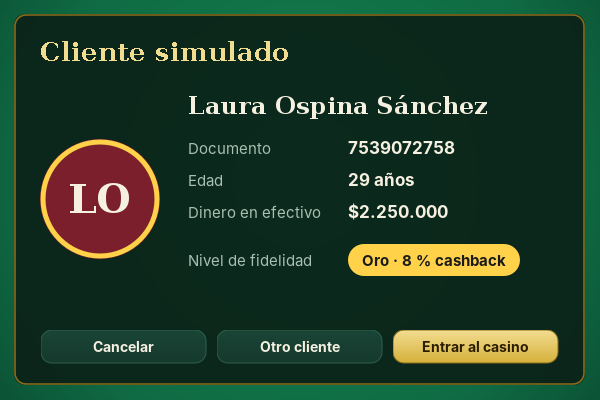 Cliente simulado
Laura Ospina Sánchez
LO
Documento 7539072758
Edad 29 años
Dinero en efectivo $2.250.000
Nivel de fidelidad Oro · 8 % cashback
Cancelar Otro cliente Entrar al casino